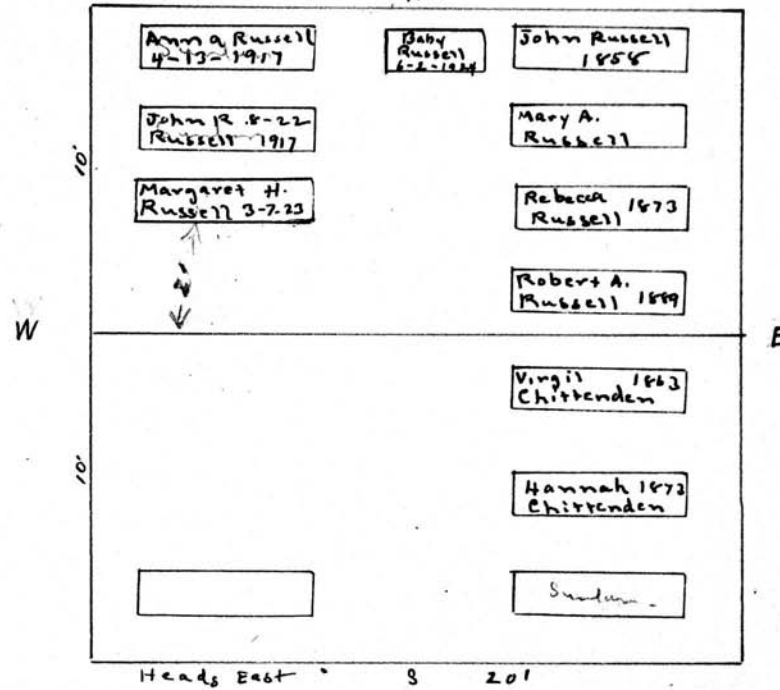 Anna Russell
4-13-1917
Baby
Russell
6-2-1924
John Russell
1858
John R. 8-22
Russell 1917
Mary A.
Russell
10'
Margaret H.
Russell 3-7-23
Rebecca 1873
Russell
Robert A.
Russell 1889
W
E
Virgil 1863
Chittenden
10'
Hannah 1873
Chittenden
Heads East S 20'